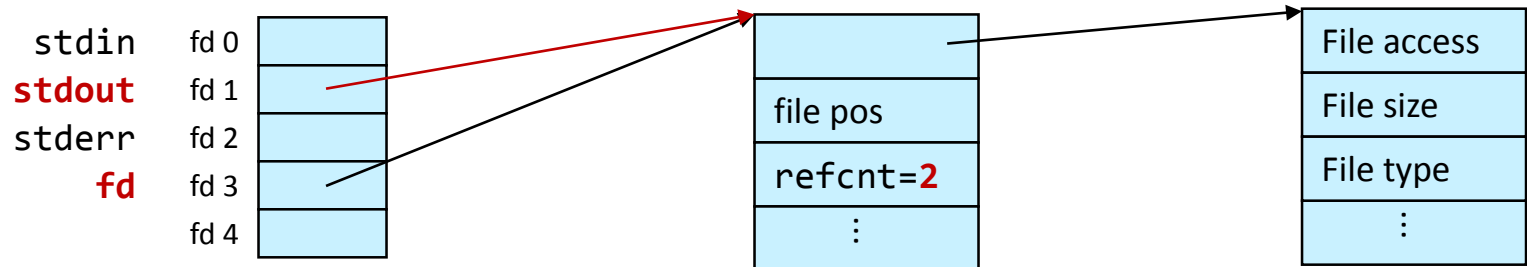 stdin fd 0
stdout fd 1
stderr fd 2
fd fd 3
fd 4
file pos
refcnt=2
⋮
File access
File size
File type
⋮